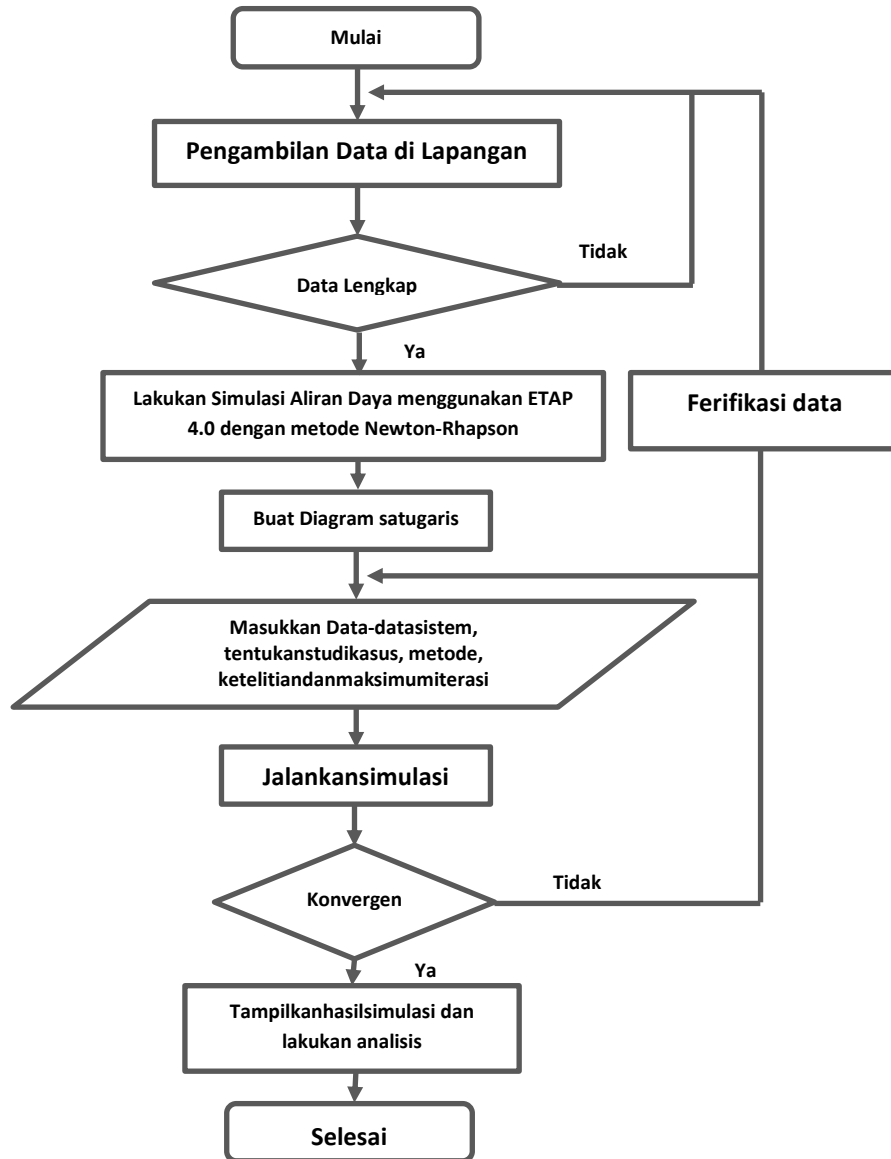 Mulai
Pengambilan Data di Lapangan
Tidak
Data Lengkap
Ya
Lakukan Simulasi Aliran Daya menggunakan ETAP
4.0 dengan metode Newton-Rhapson
Ferifikasi data
Buat Diagram satugaris
Masukkan Data-datasistem,
tentukanstudikasus, metode,
ketelitiandanmaksimumiterasi
Jalankansimulasi
Tidak
Konvergen
Ya
Tampilkanhasilsimulasi dan
lakukan analisis
Selesai